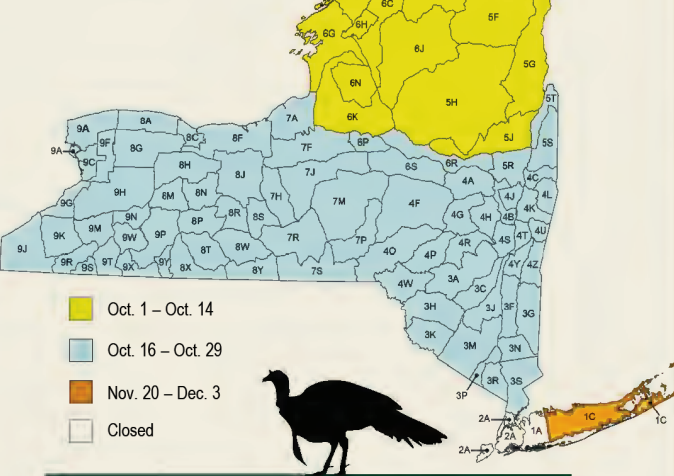 6C
6G
6H
5F
6J
5G
6N
5H
6K
5J
5T
9A
8A
7A
8C
8F
7F
6P
5S
9A
9F
8G
9C
8H
8J
7J
6S
6R
5R
4A
4C
9H
8M
8N
7H
7M
4F
4J
4L
9G
9N
8P
8R
8S
4G
4H
4B
4K
9J
9K
9M
9W
9P
8T
8W
7R
7P
4O
4P
4R
4S
4T
4U
9R
9S
9T
9X
9Y
8X
8Y
7S
4W
3A
3C
4Y
4Z
3H
3J
3F
3G
3K
3M
3N
3P
3R
3S
2A
2A
2A
1A
1C
1C
Oct. 1 – Oct. 14
Oct. 16 – Oct. 29
Nov. 20 – Dec. 3
Closed